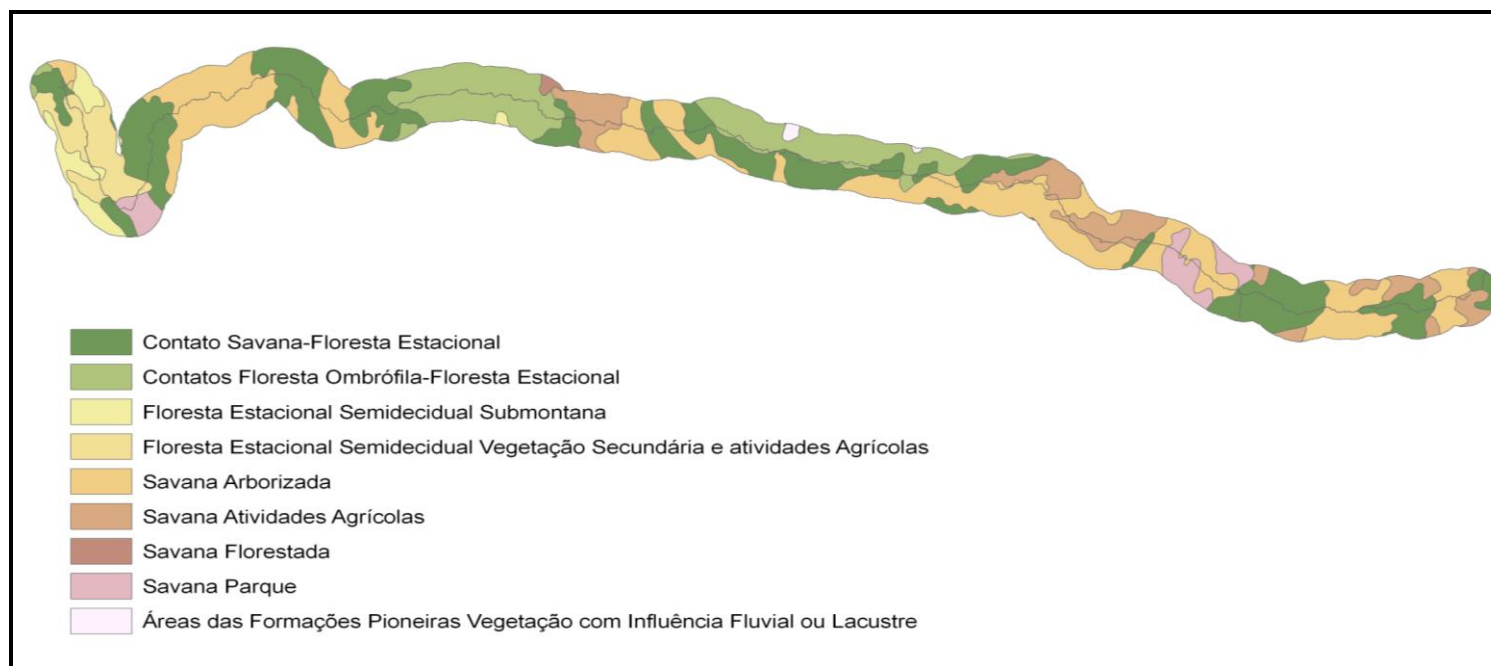 Contato Savana-Floresta Estacional
Contatos Floresta Ombrófila-Floresta Estacional
Floresta Estacional Semidecidual Submontana
Floresta Estacional Semidecidual Vegetação Secundária e atividades Agrícolas
Savana Arborizada
Savana Atividades Agrícolas
Savana Florestada
Savana Parque
Áreas das Formações Pioneiras Vegetação com Influência Fluvial ou Lacustre